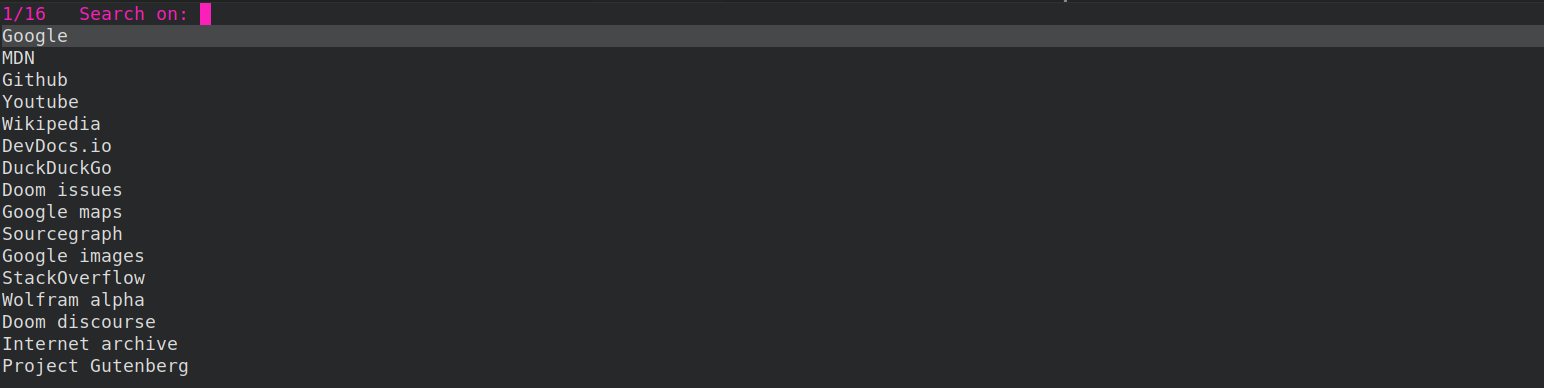 1/16   Search on:
Google
MDN
Github
Youtube
Wikipedia
DevDocs.io
DuckDuckGo
Doom issues
Google maps
Sourcegraph
Google images
StackOverflow
Wolfram alpha
Doom discourse
Internet archive
Project Gutenberg